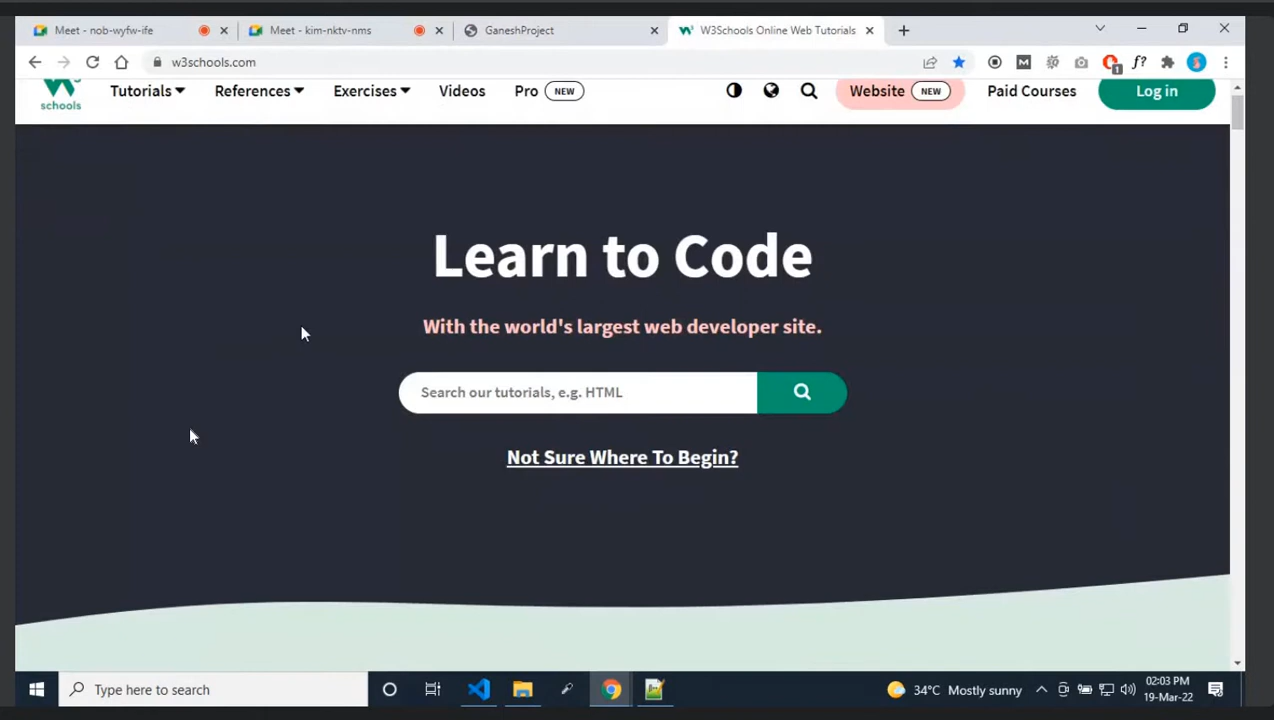 Meet - nob-wyfw-ife
Meet - kim-nktv-nms
GaneshProject
W3Schools Online Web Tutorials
w3schools.com
1
f?
schools
Tutorials
References
Exercises
Videos
Pro NEW
Website NEW
Paid Courses
Log in
Learn to Code
With the world's largest web developer site.
Search our tutorials, e.g. HTML
Not Sure Where To Begin?
Type here to search
34°C Mostly sunny
02:03 PM
19-Mar-22